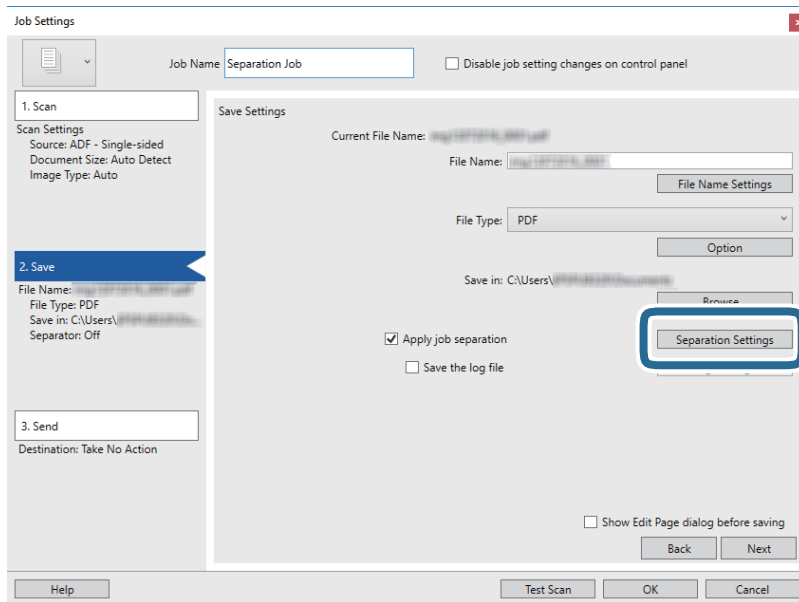 Job Settings
Job Name Separation Job
Disable job setting changes on control panel
1. Scan
Scan Settings
Source: ADF - Single-sided
Document Size: Auto Detect
Image Type: Auto
2. Save
File Name:
File Type: PDF
Save in: C:\Users\
Separator: Off
3. Send
Destination: Take No Action
Save Settings
Current File Name:
File Name:
File Name Settings
File Type: PDF
Option
Save in: C:\Users\
Browse
Apply job separation
Separation Settings
Save the log file
Show Edit Page dialog before saving
Back Next
Help Test Scan OK Cancel